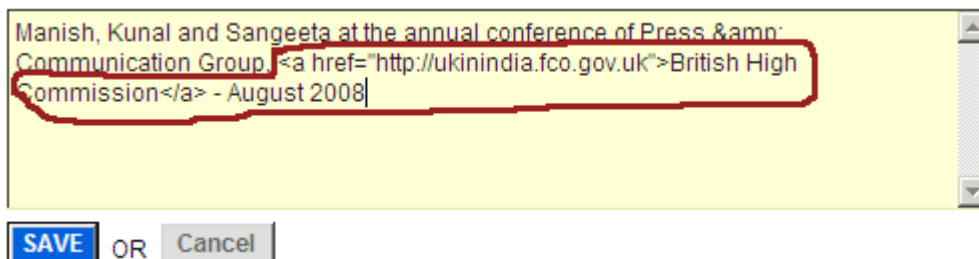 Manish, Kunal and Sangeeta at the annual conference of Press &amp;
Communication Group, <a href="http://ukinindia.fco.gov.uk">British High
Commission</a> - August 2008
SAVE OR Cancel